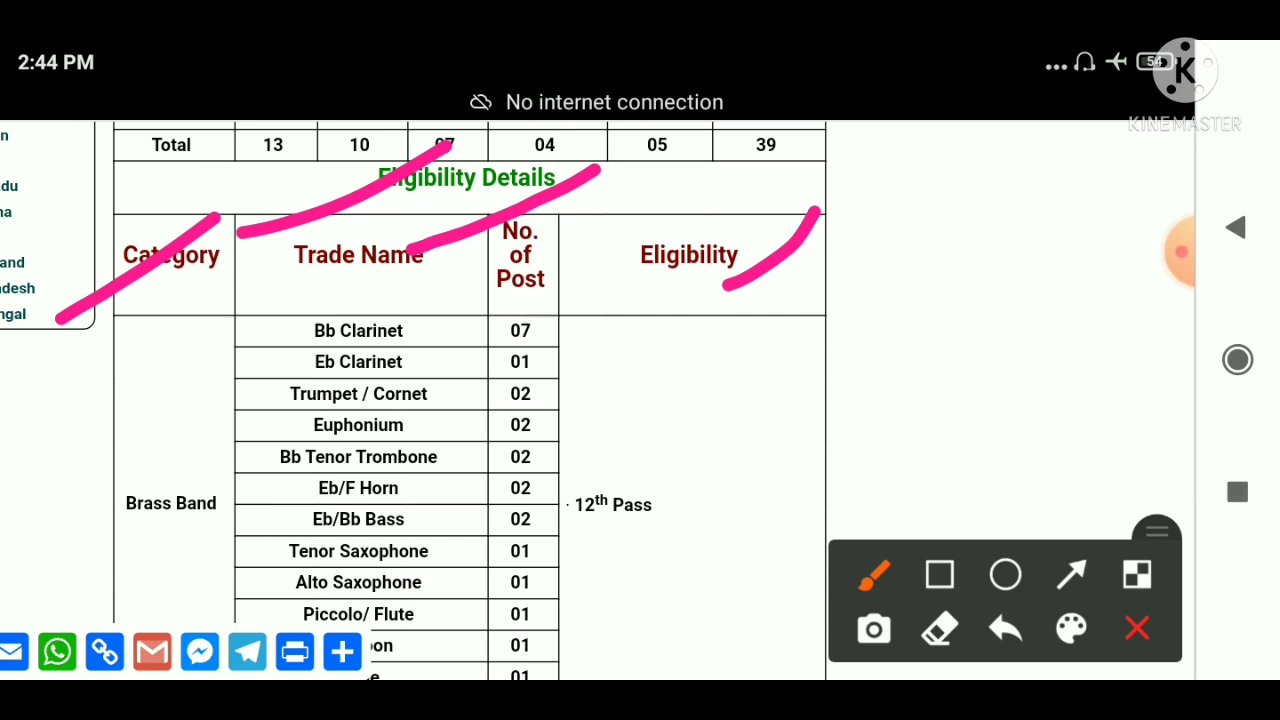 2:44 PM
54
K
No internet connection
KINEMASTER
Total 13 10 07 04 05 39
Eligibility Details
Category Trade Name No. of Post Eligibility
Bb Clarinet 07
Eb Clarinet 01
Trumpet / Cornet 02
Euphonium 02
Bb Tenor Trombone 02
Eb/F Horn 02
Brass Band
· 12th Pass
Eb/Bb Bass 02
Tenor Saxophone 01
Alto Saxophone 01
Piccolo/ Flute 01
01
01